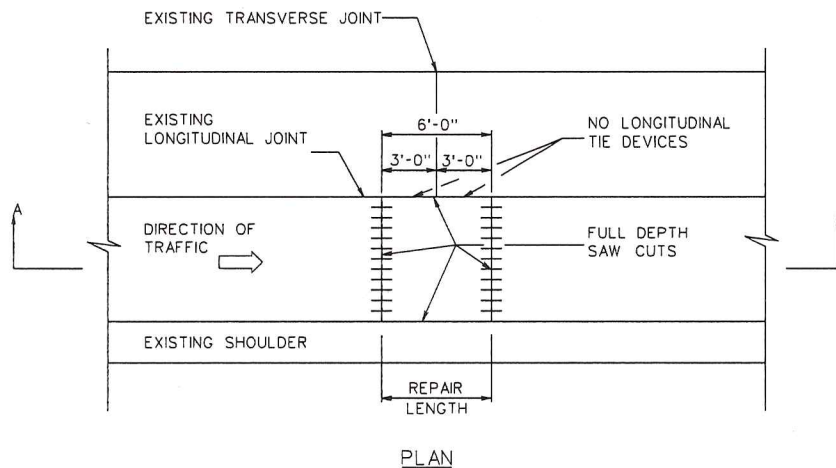 EXISTING TRANSVERSE JOINT
EXISTING
LONGITUDINAL JOINT
6'-0"
3'-0" 3'-0"
NO LONGITUDINAL
TIE DEVICES
A
DIRECTION OF
TRAFFIC
FULL DEPTH
SAW CUTS
EXISTING SHOULDER
REPAIR
LENGTH
PLAN